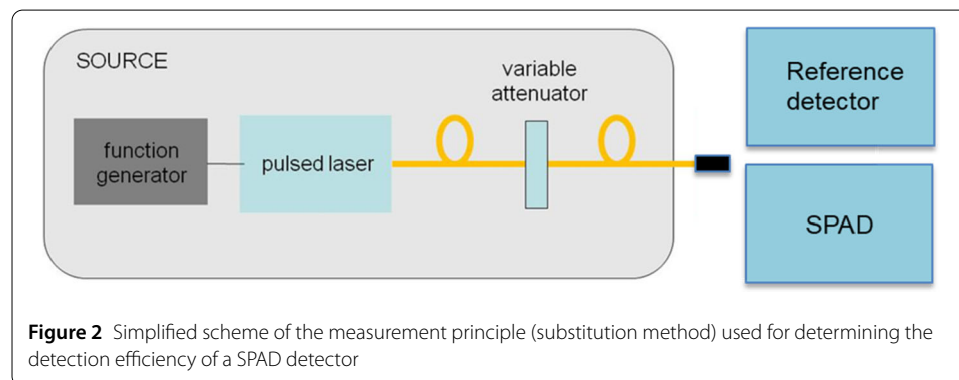 SOURCE
function
generator
pulsed laser
variable
attenuator
Reference
detector
SPAD
Figure 2 Simplified scheme of the measurement principle (substitution method) used for determining the
detection efficiency of a SPAD detector